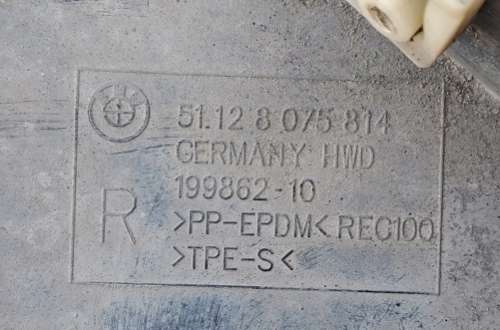 51.12 8 075 814
GERMANY HWD
199862-10
R >PP-EPDM< REC100
>TPE-S<